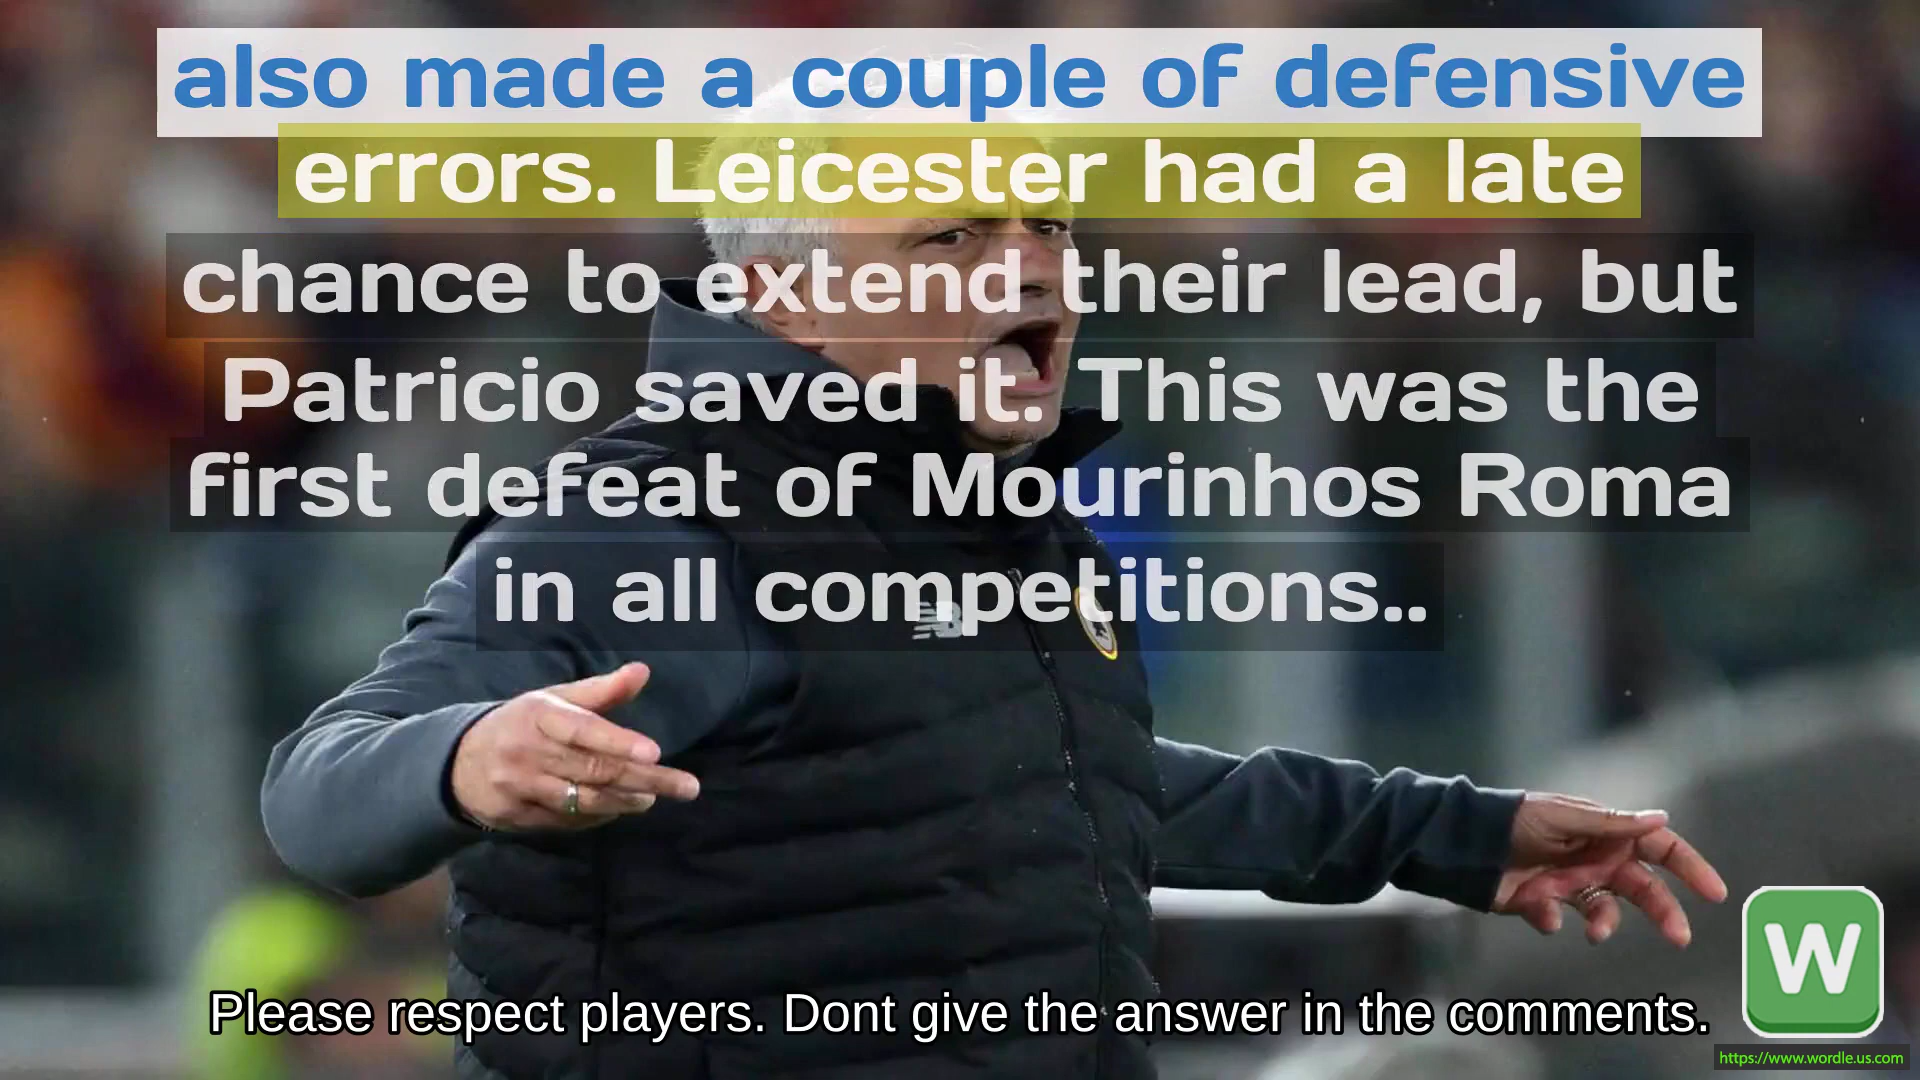 also made a couple of defensive
errors. Leicester had a late
chance to extend their lead, but
Patricio saved it. This was the
first defeat of Mourinhos Roma
in all competitions..
NB
Please respect players. Dont give the answer in the comments.
W
https://www.wordle.us.com